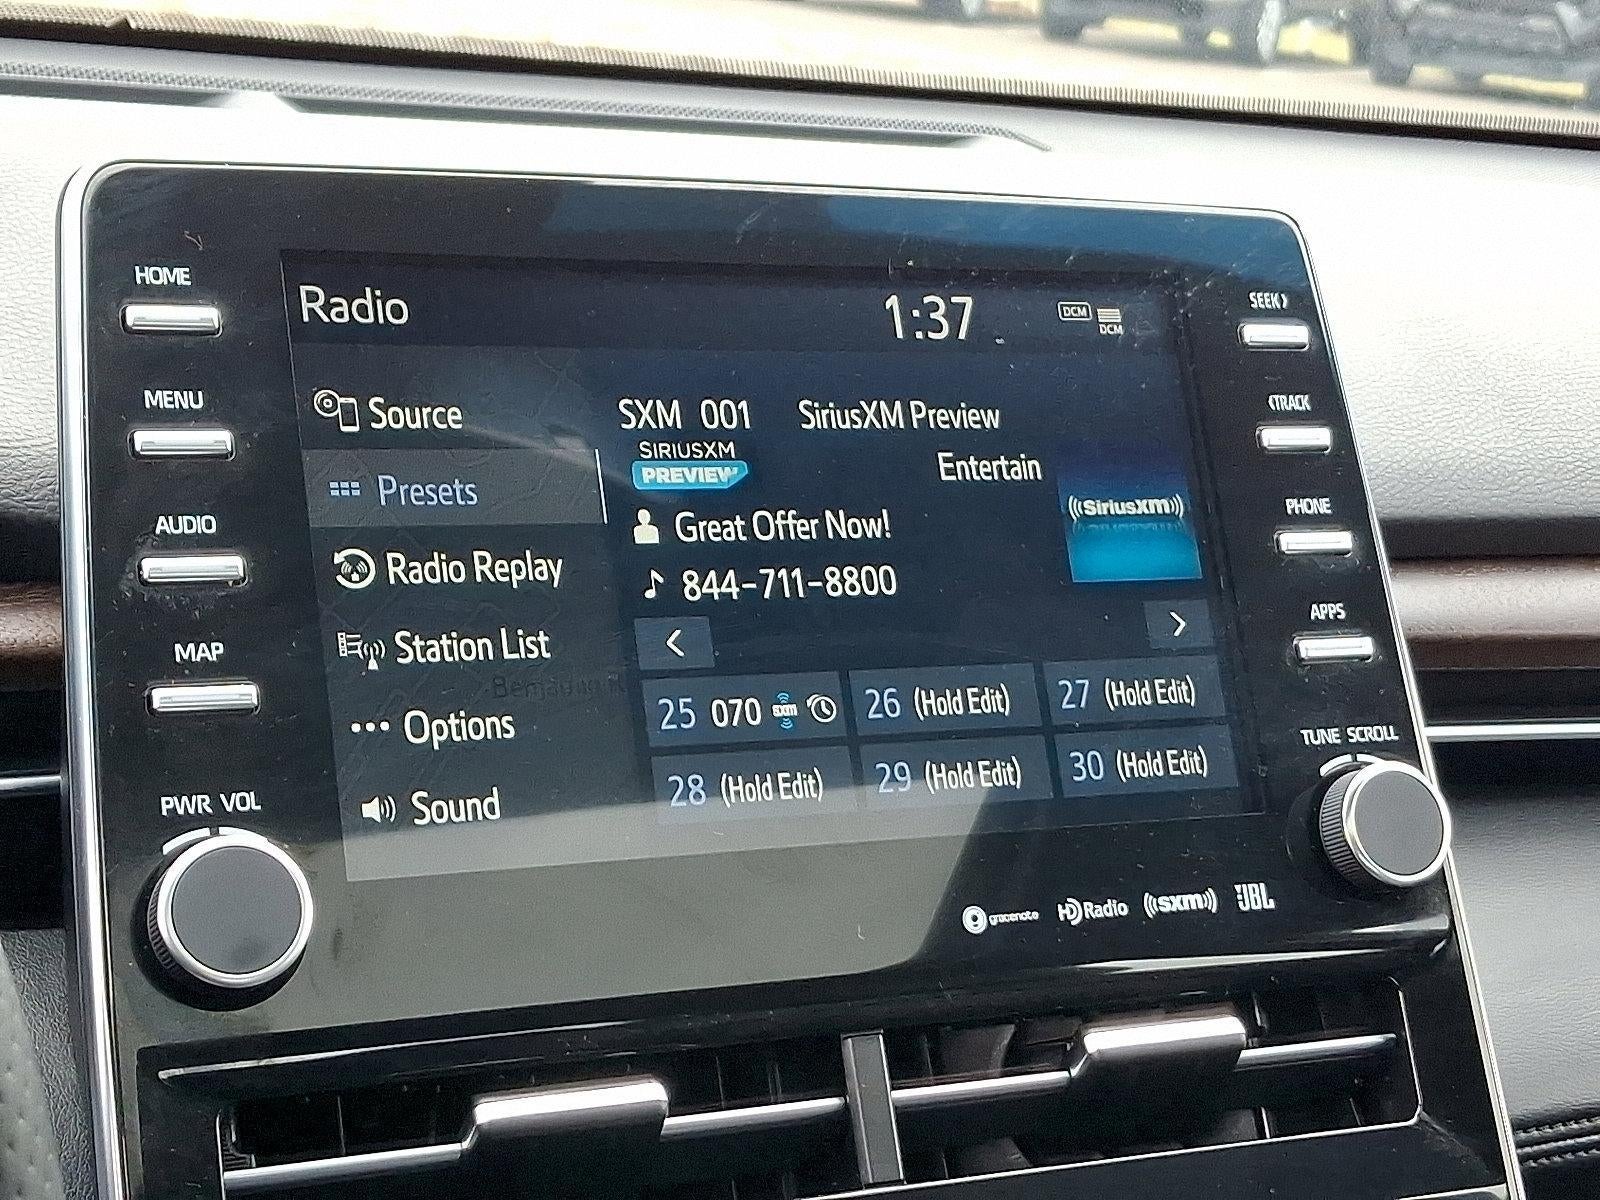 HOME
MENU
AUDIO
MAP
PWR VOL
Radio
1:37
DCM
DCM
Source
Presets
Radio Replay
Station List
Options
Sound
SXM 001 SiriusXM Preview
SIRIUSXM
PREVIEW
Entertain
Great Offer Now!
844-711-8800
((SiriusXM))
<
>
25 070 sxm
26 (Hold Edit)
27 (Hold Edit)
28 (Hold Edit)
29 (Hold Edit)
30 (Hold Edit)
SEEK>
<TRACK
PHONE
APPS
TUNE SCROLL
gracenote
HD Radio
((sxm))
JBL